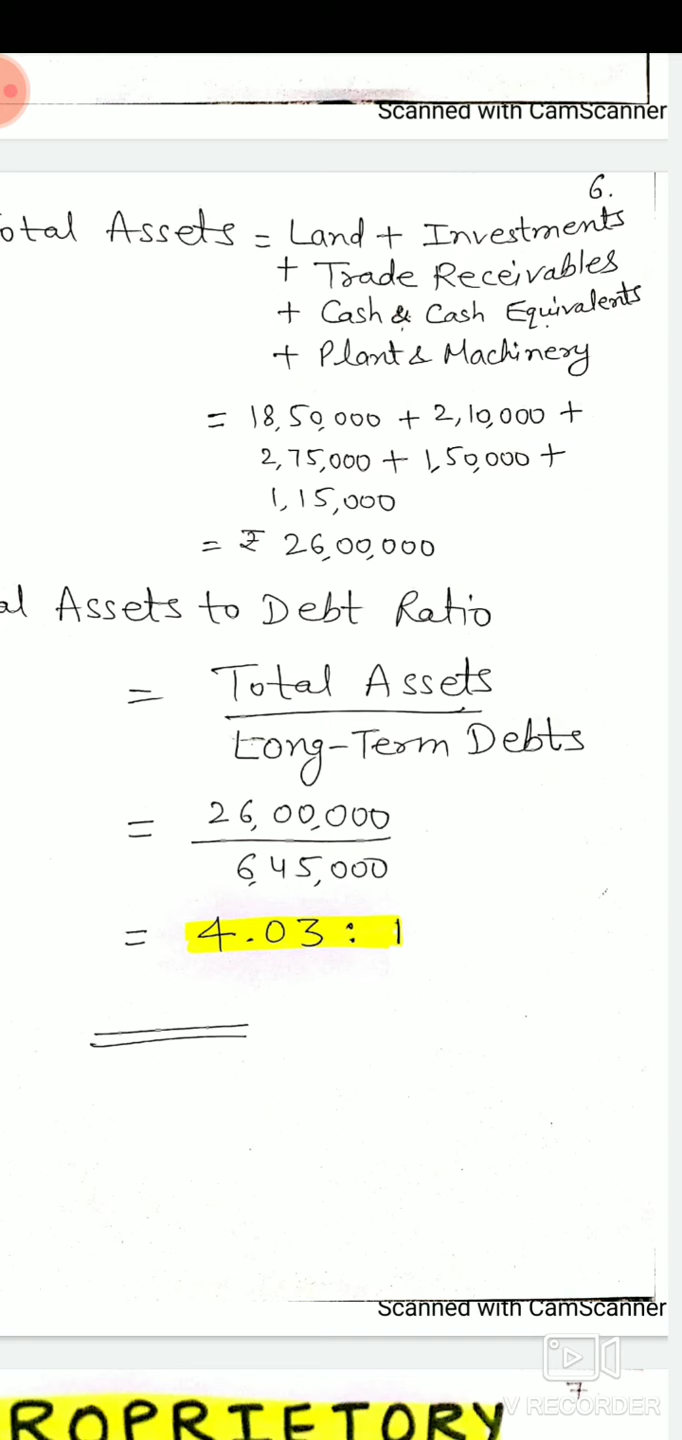 Scanned with CamScanner
6.
otal Assets = Land + Investments
+ Trade Receivables
+ Cash & Cash Equivalents
+ Plant & Machinery
= 18,50,000 + 2,10,000 +
2,75,000 + 1,50,000 +
1,15,000
= ₹ 26,00,000
al Assets to Debt Ratio
= Total Assets
Long-Term Debts
= 26,00,000
6,45,000
= 4.03 : 1
Scanned with CamScanner
7
V RECORDER
ROPRIETORY